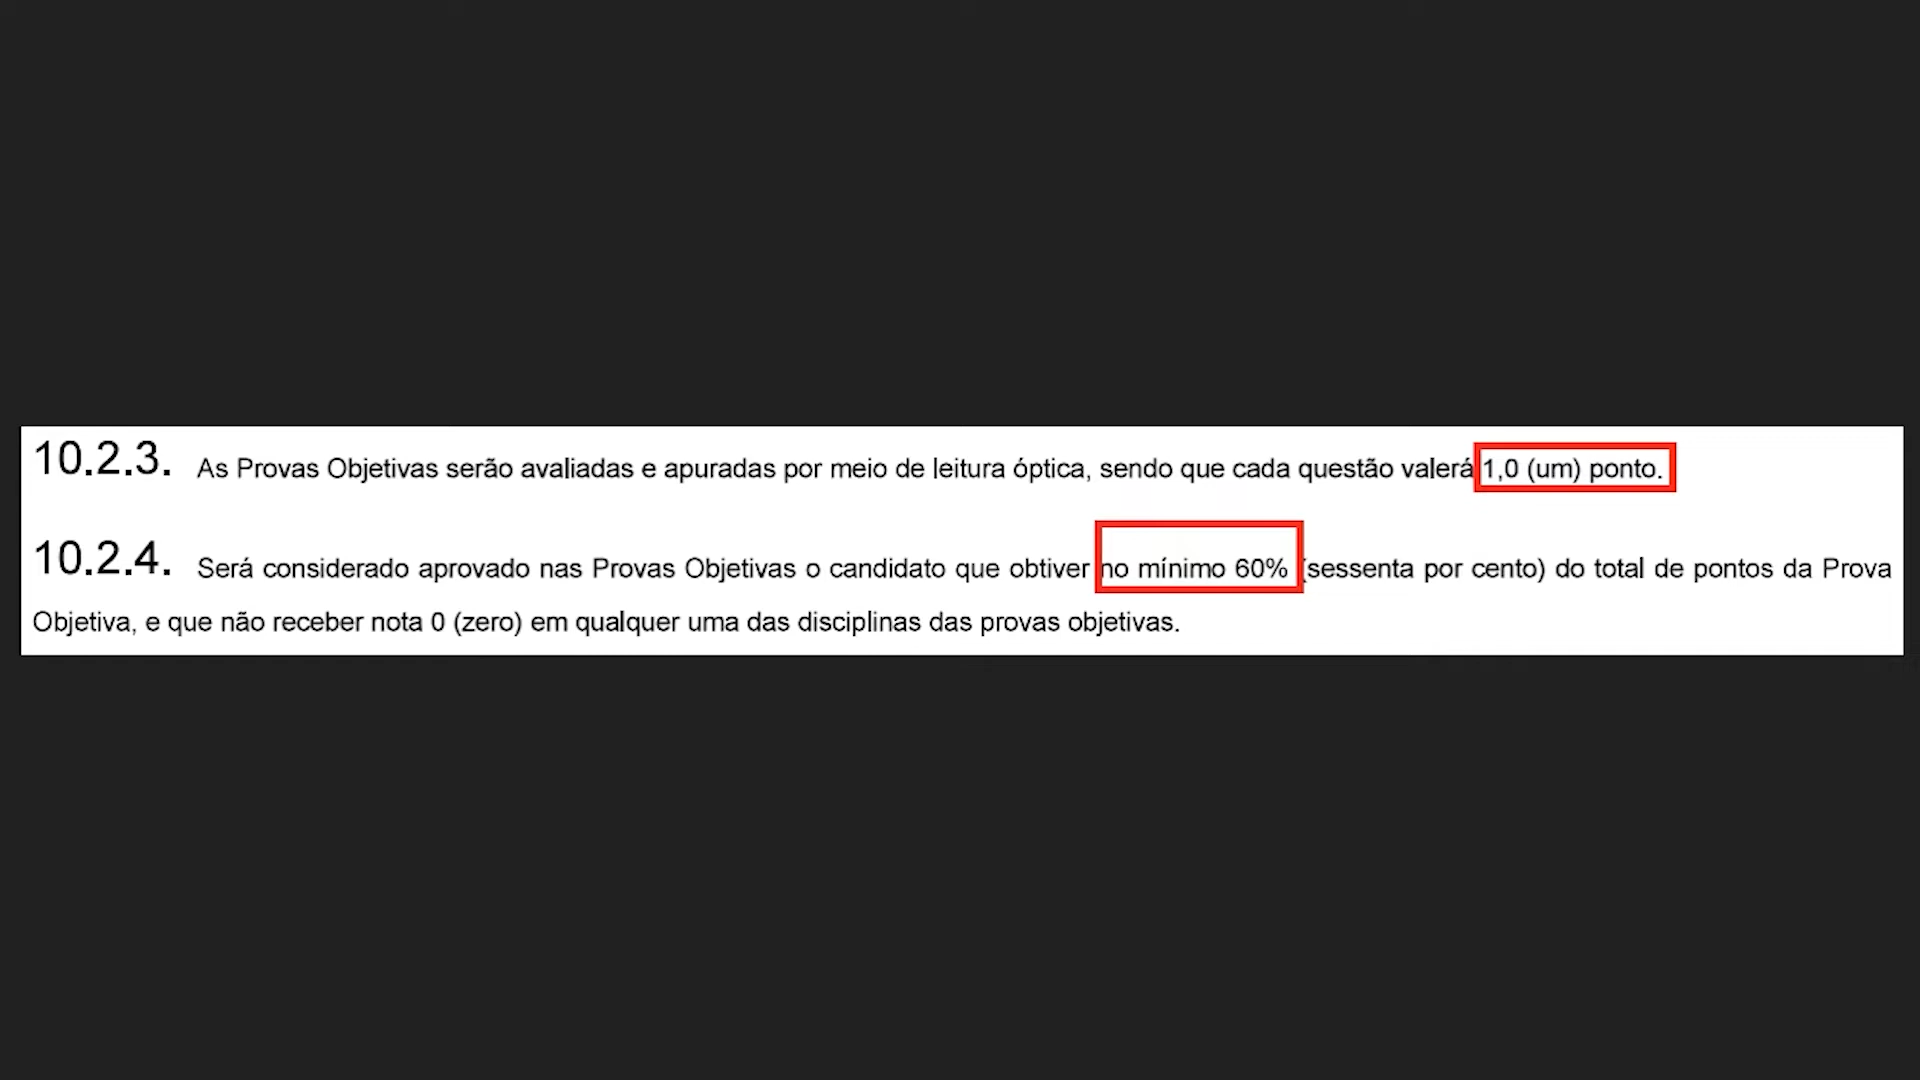 10.2.3. As Provas Objetivas serão avaliadas e apuradas por meio de leitura óptica, sendo que cada questão valerá 1,0 (um) ponto.
10.2.4. Será considerado aprovado nas Provas Objetivas o candidato que obtiver no mínimo 60% (sessenta por cento) do total de pontos da Prova
Objetiva, e que não receber nota 0 (zero) em qualquer uma das disciplinas das provas objetivas.